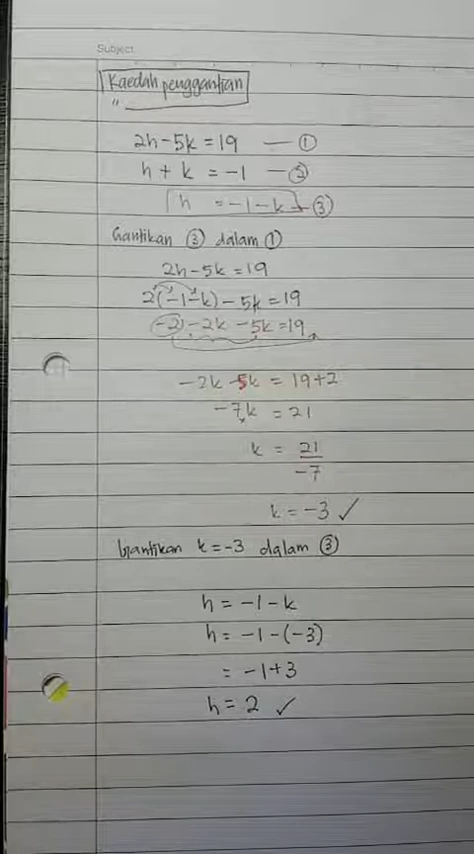 Subject
Kaedah penggantian
2h - 5k = 19 — ①
h + k = -1 — ②
h = -1 - k → ③
Gantikan ③ dalam ①
2h - 5k = 19
2(-1 - k) - 5k = 19
-2 - 2k - 5k = 19
-2k - 5k = 19 + 2
-7k = 21
k = 21/-7
k = -3 ✓
Gantikan k = -3 dalam ③
h = -1 - k
h = -1 - (-3)
= -1 + 3
h = 2 ✓